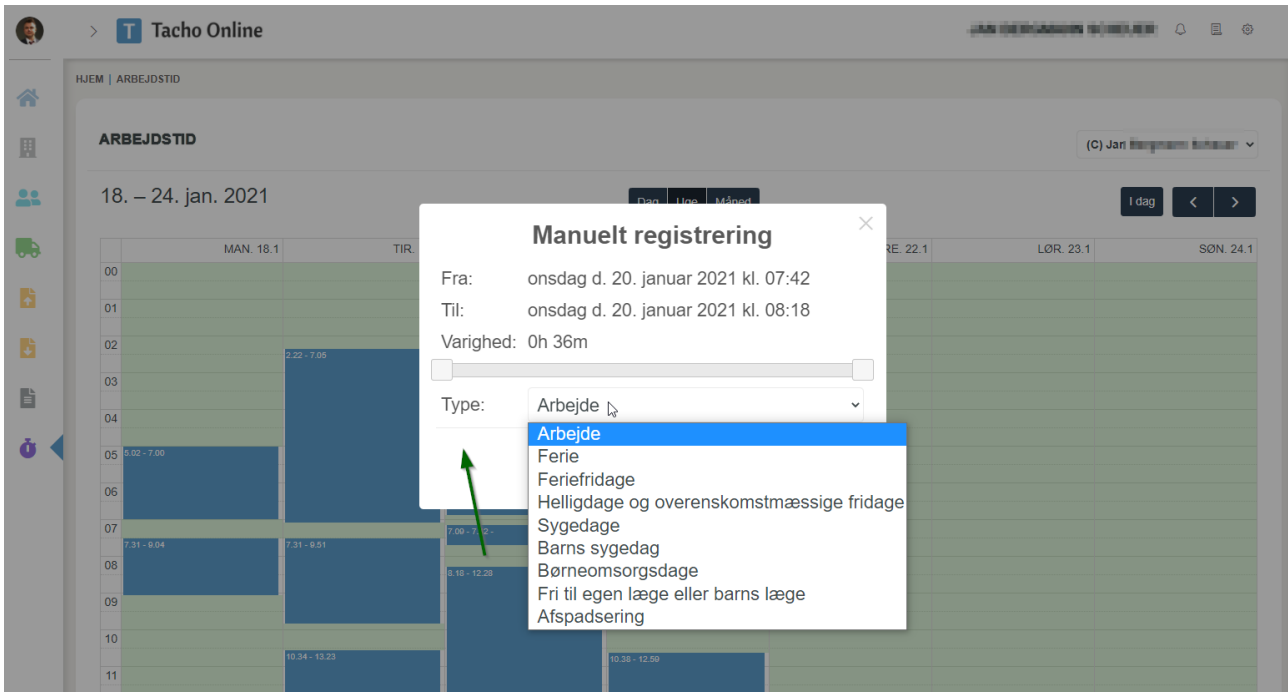 Tacho Online
HJEM | ARBEJDSTID
ARBEJDSTID
(C) Jan
18. – 24. jan. 2021
Dag Uge Måned
I dag
MAN. 18.1
TIR.
RE. 22.1
LØR. 23.1
SØN. 24.1
Manuelt registrering
Fra: onsdag d. 20. januar 2021 kl. 07:42
Til: onsdag d. 20. januar 2021 kl. 08:18
Varighed: 0h 36m
Type: Arbejde
Arbejde
Ferie
Feriefridage
Helligdage og overenskomstmæssige fridage
Sygedage
Barns sygedag
Børneomsorgsdage
Fri til egen læge eller barns læge
Afspadsering
00
01
02
2.22 - 7.05
03
04
05
5.02 - 7.00
06
07
7.31 - 9.04
7.31 - 9.51
08
8.18 - 12.28
09
10
10.34 - 13.23
10.38 - 12.59
11